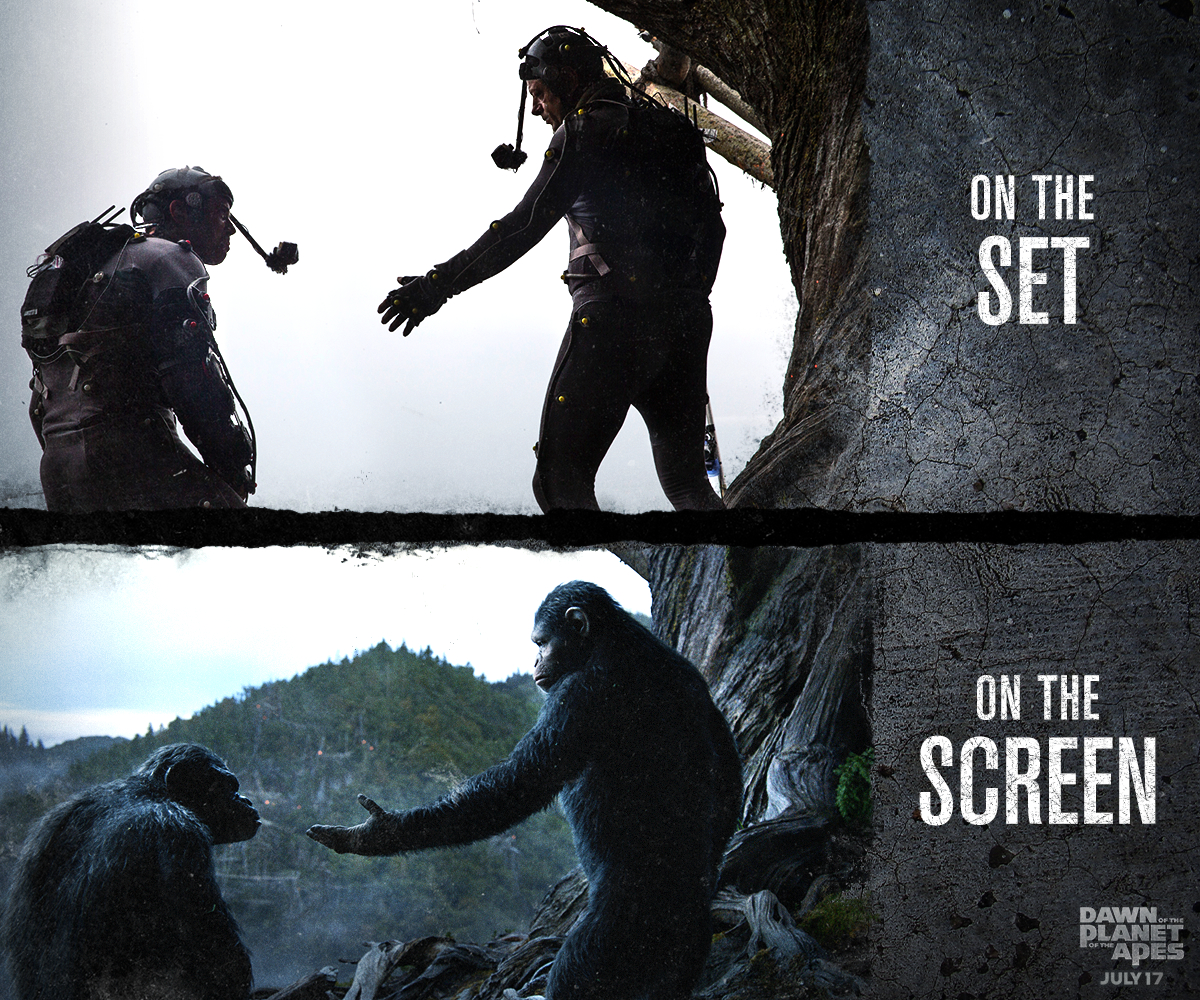 ON THE
SET
ON THE
SCREEN
DAWN OF THE
PLANET
OF THE APES
JULY 17